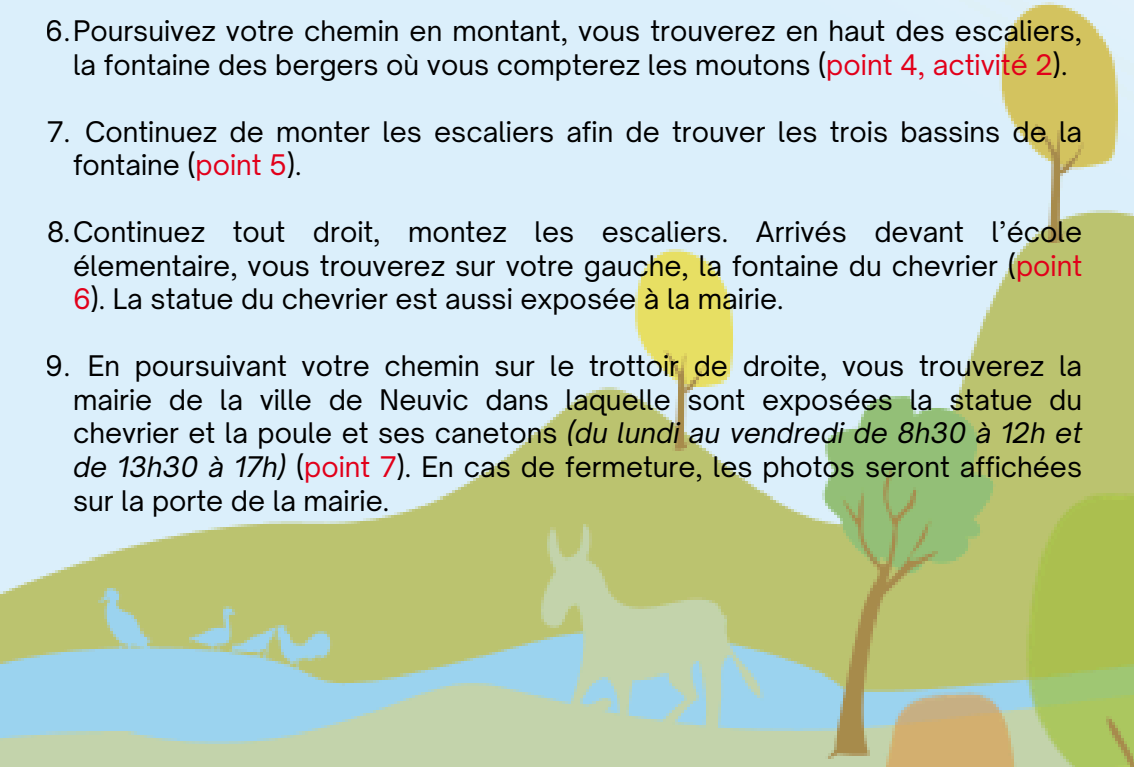 6.Poursuivez votre chemin en montant, vous trouverez en haut des escaliers,
la fontaine des bergers où vous compterez les moutons (point 4, activité 2).
7. Continuez de monter les escaliers afin de trouver les trois bassins de la
fontaine (point 5).
8.Continuez tout droit, montez les escaliers. Arrivés devant l’école
élementaire, vous trouverez sur votre gauche, la fontaine du chevrier (point
6). La statue du chevrier est aussi exposée à la mairie.
9. En poursuivant votre chemin sur le trottoir de droite, vous trouverez la
mairie de la ville de Neuvic dans laquelle sont exposées la statue du
chevrier et la poule et ses canetons (du lundi au vendredi de 8h30 à 12h et
de 13h30 à 17h) (point 7). En cas de fermeture, les photos seront affichées
sur la porte de la mairie.